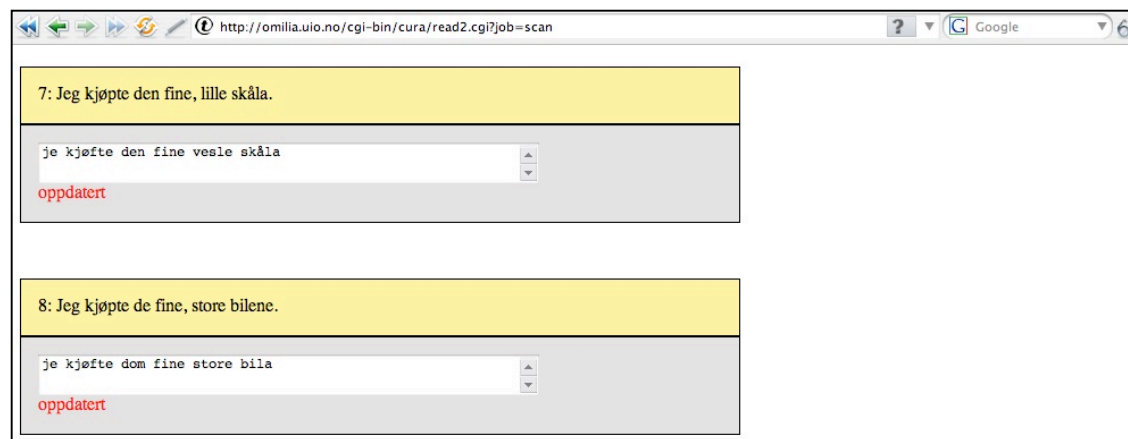 http://omilia.uio.no/cgi-bin/cura/read2.cgi?job=scan ? G Google 6
7: Jeg kjøpte den fine, lille skåla.
je kjøfte den fine vesle skåla
oppdatert
8: Jeg kjøpte de fine, store bilene.
je kjøfte dom fine store bila
oppdatert